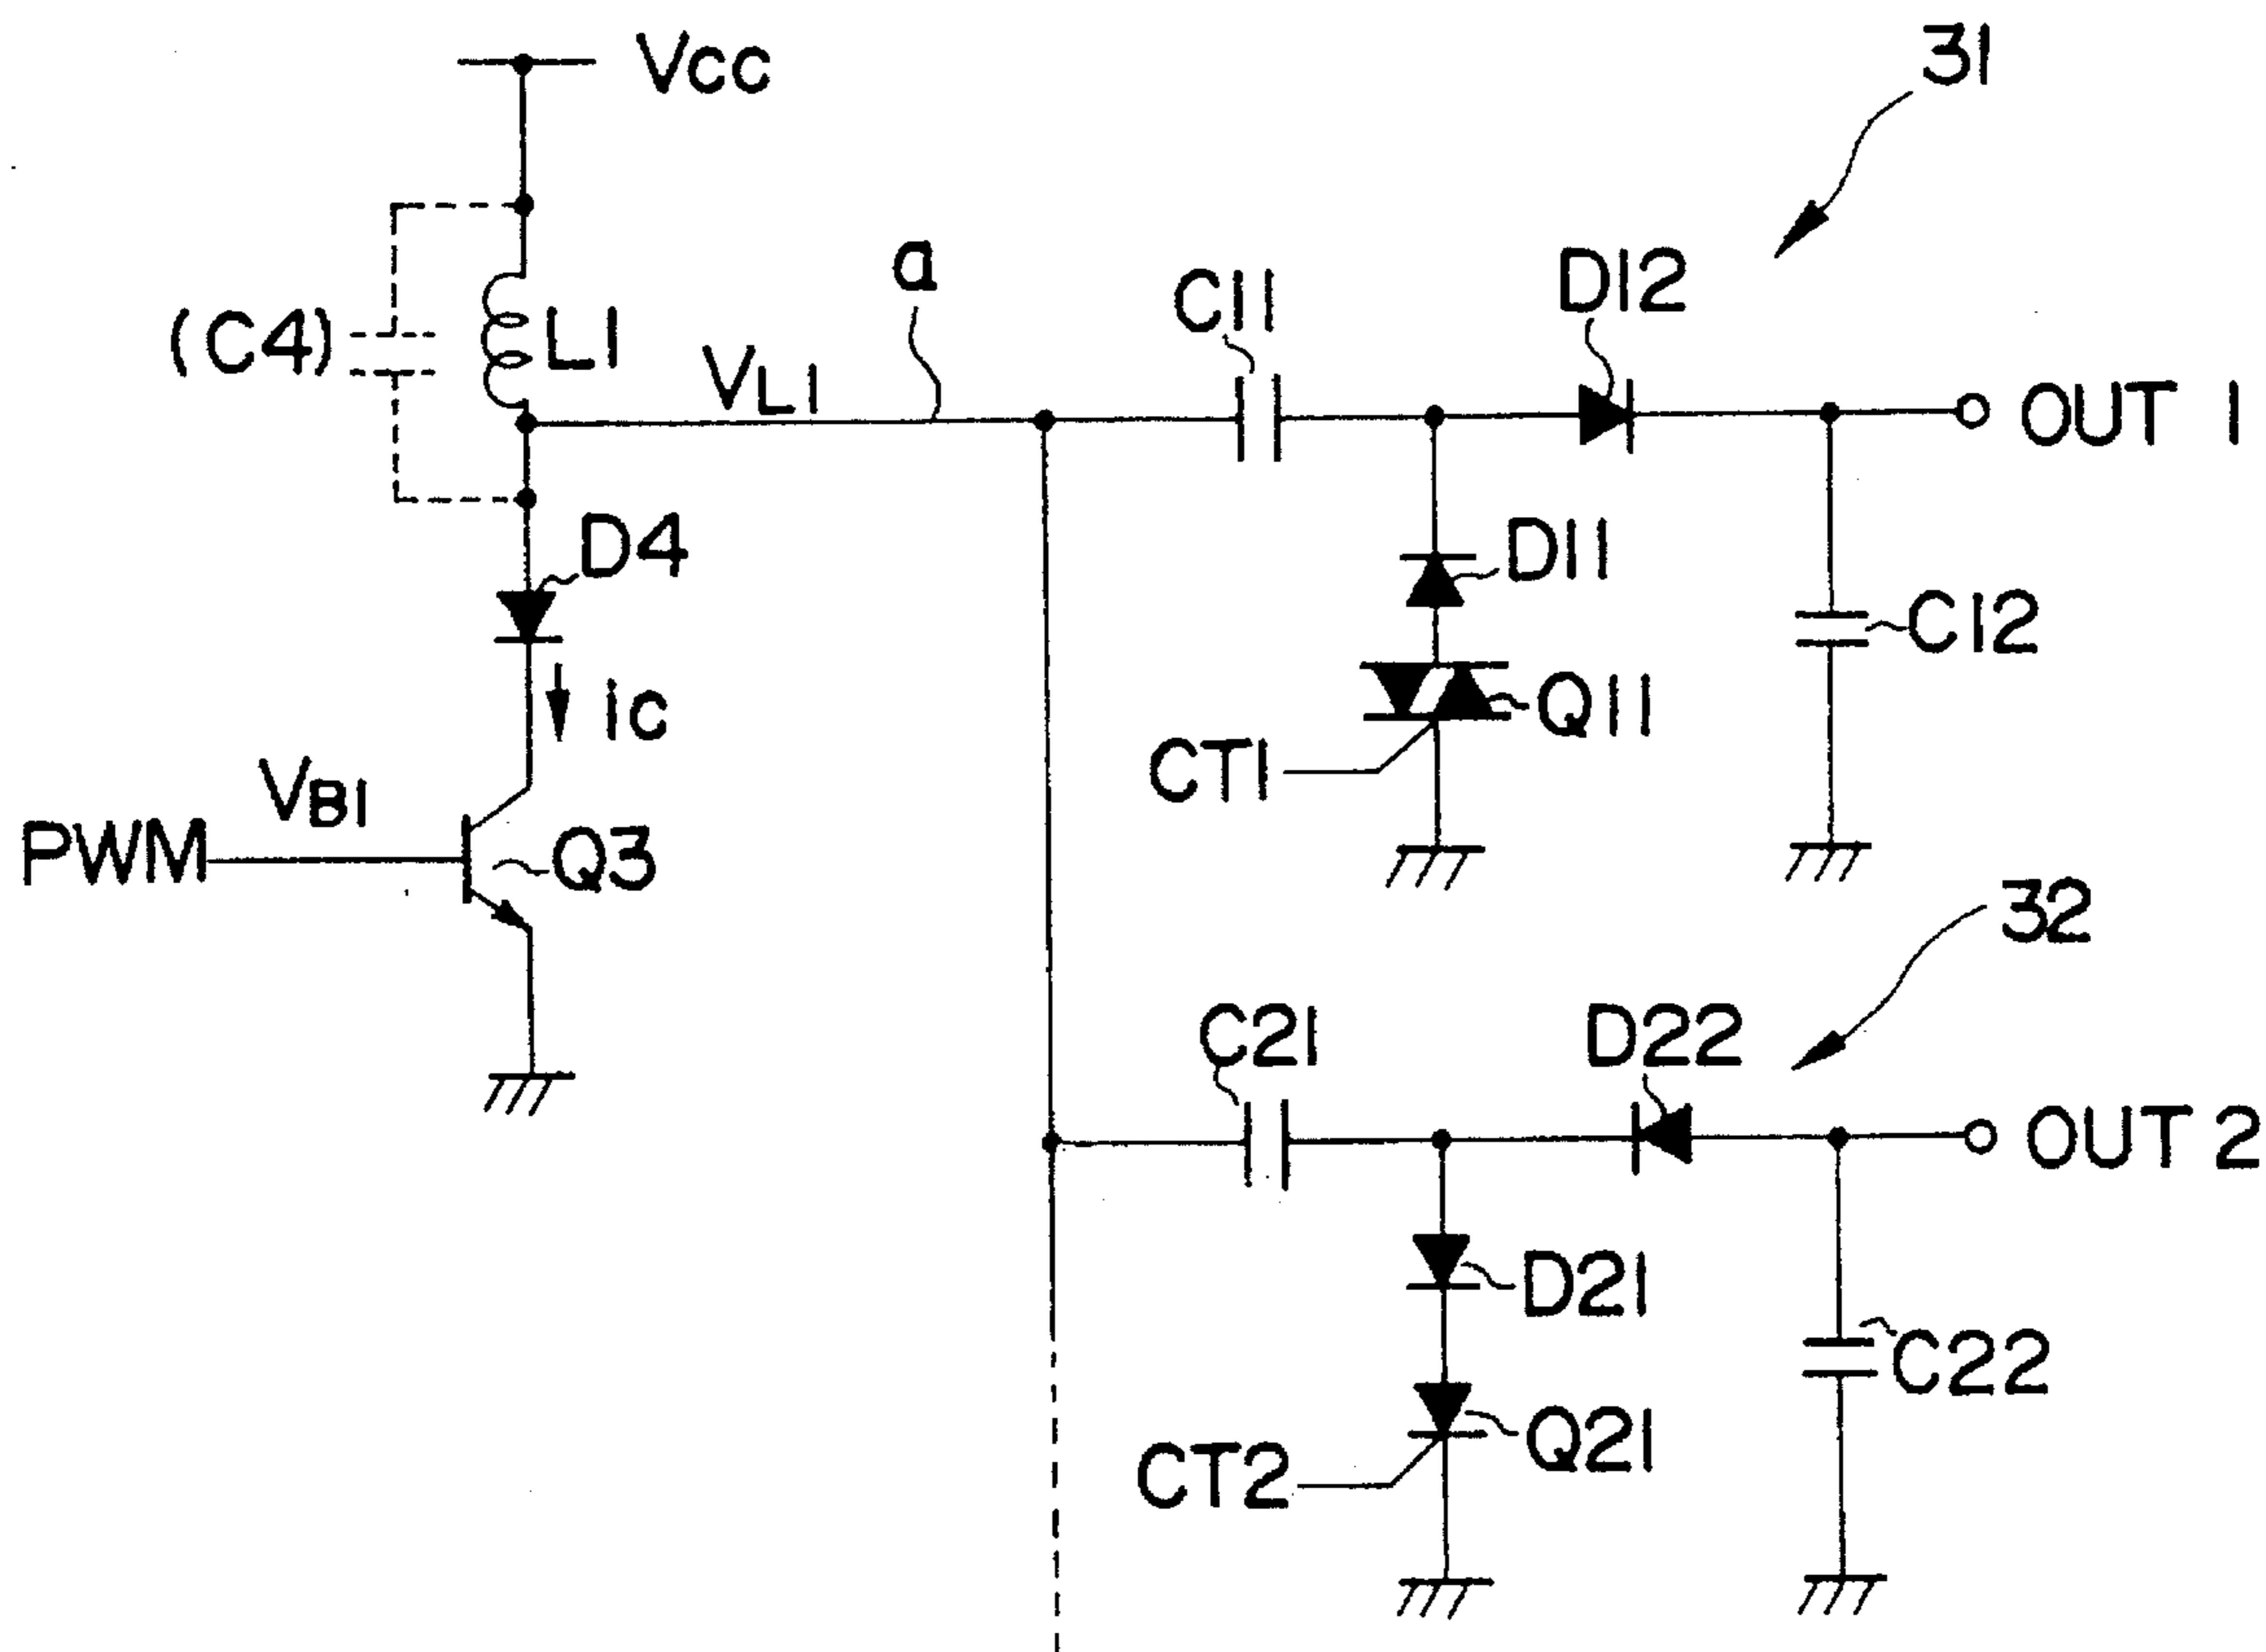 31
Vcc
a
C11
D12
(C4)
L1
VL1
OUT 1
D4
D11
C12
ic
Q11
CT1
VB1
PWM
Q3
32
C21
D22
OUT 2
D21
C22
Q21
CT2